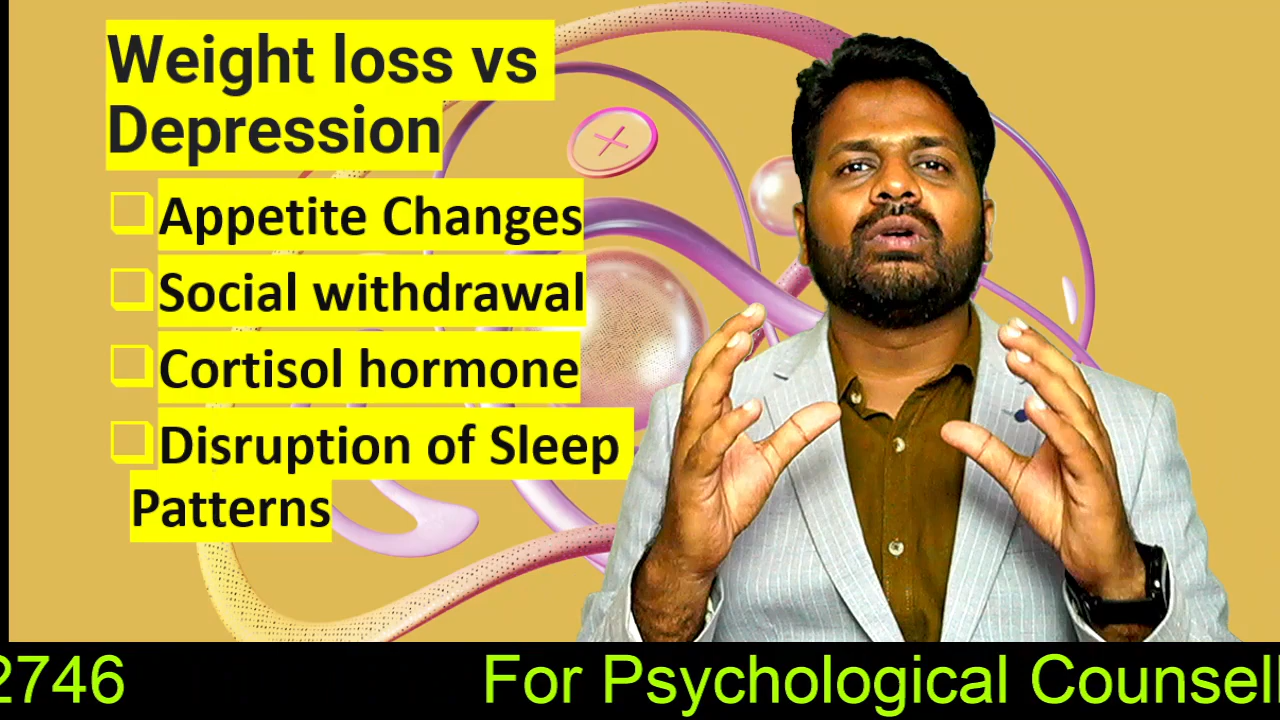 Weight loss vs
Depression
Appetite Changes
Social withdrawal
Cortisol hormone
Disruption of Sleep
Patterns
2746 For Psychological Counsell